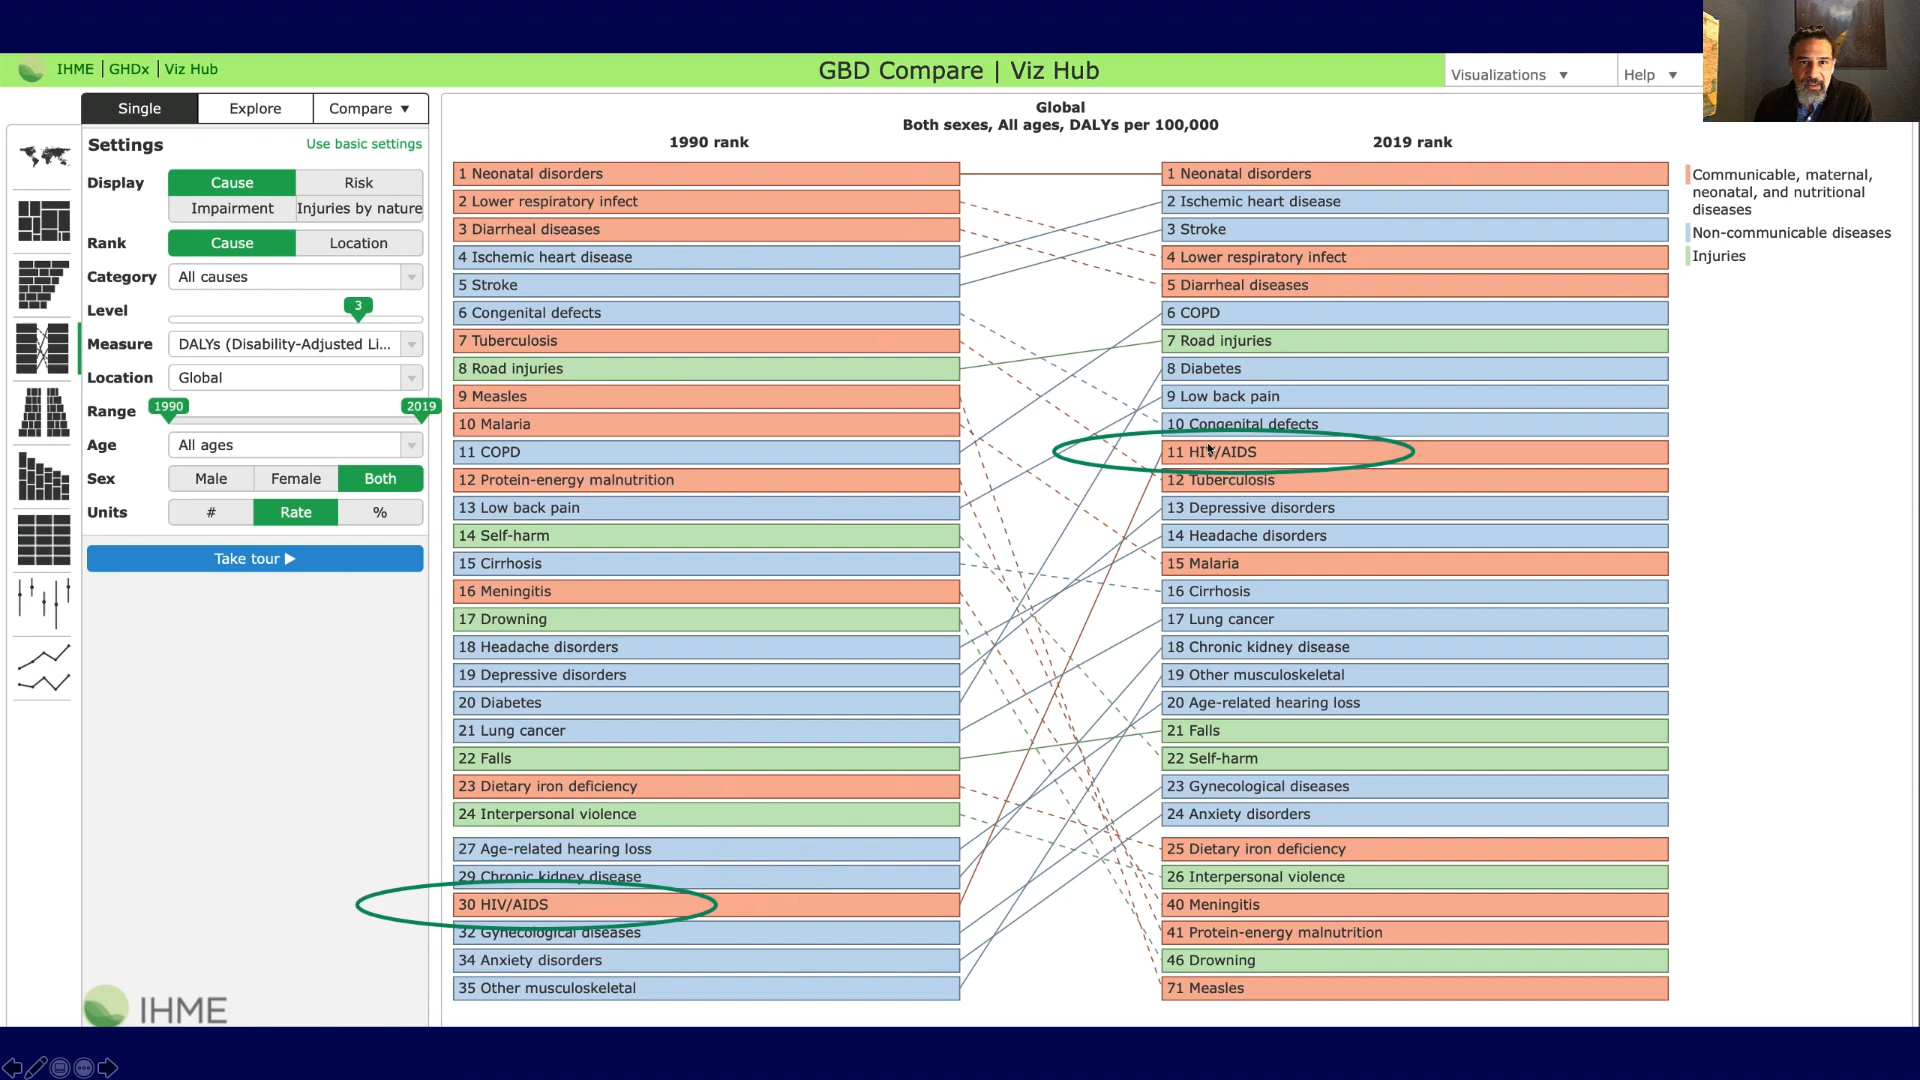 IHME | GHDx | Viz Hub
GBD Compare | Viz Hub
Visualizations ▼
Help ▼
Single
Explore
Compare ▼
Settings
Use basic settings
Display
Cause
Risk
Impairment
Injuries by nature
Rank
Cause
Location
Category
All causes
Level
3
Measure
DALYs (Disability-Adjusted Li...
Location
Global
Range
1990
2019
Age
All ages
Sex
Male
Female
Both
Units
#
Rate
%
Take tour ▶
IHME
Global
Both sexes, All ages, DALYs per 100,000
1990 rank
1 Neonatal disorders
2 Lower respiratory infect
3 Diarrheal diseases
4 Ischemic heart disease
5 Stroke
6 Congenital defects
7 Tuberculosis
8 Road injuries
9 Measles
10 Malaria
11 COPD
12 Protein-energy malnutrition
13 Low back pain
14 Self-harm
15 Cirrhosis
16 Meningitis
17 Drowning
18 Headache disorders
19 Depressive disorders
20 Diabetes
21 Lung cancer
22 Falls
23 Dietary iron deficiency
24 Interpersonal violence
27 Age-related hearing loss
29 Chronic kidney disease
30 HIV/AIDS
32 Gynecological diseases
34 Anxiety disorders
35 Other musculoskeletal
2019 rank
1 Neonatal disorders
2 Ischemic heart disease
3 Stroke
4 Lower respiratory infect
5 Diarrheal diseases
6 COPD
7 Road injuries
8 Diabetes
9 Low back pain
10 Congenital defects
11 HIV/AIDS
12 Tuberculosis
13 Depressive disorders
14 Headache disorders
15 Malaria
16 Cirrhosis
17 Lung cancer
18 Chronic kidney disease
19 Other musculoskeletal
20 Age-related hearing loss
21 Falls
22 Self-harm
23 Gynecological diseases
24 Anxiety disorders
25 Dietary iron deficiency
26 Interpersonal violence
40 Meningitis
41 Protein-energy malnutrition
46 Drowning
71 Measles
Communicable, maternal,
neonatal, and nutritional
diseases
Non-communicable diseases
Injuries